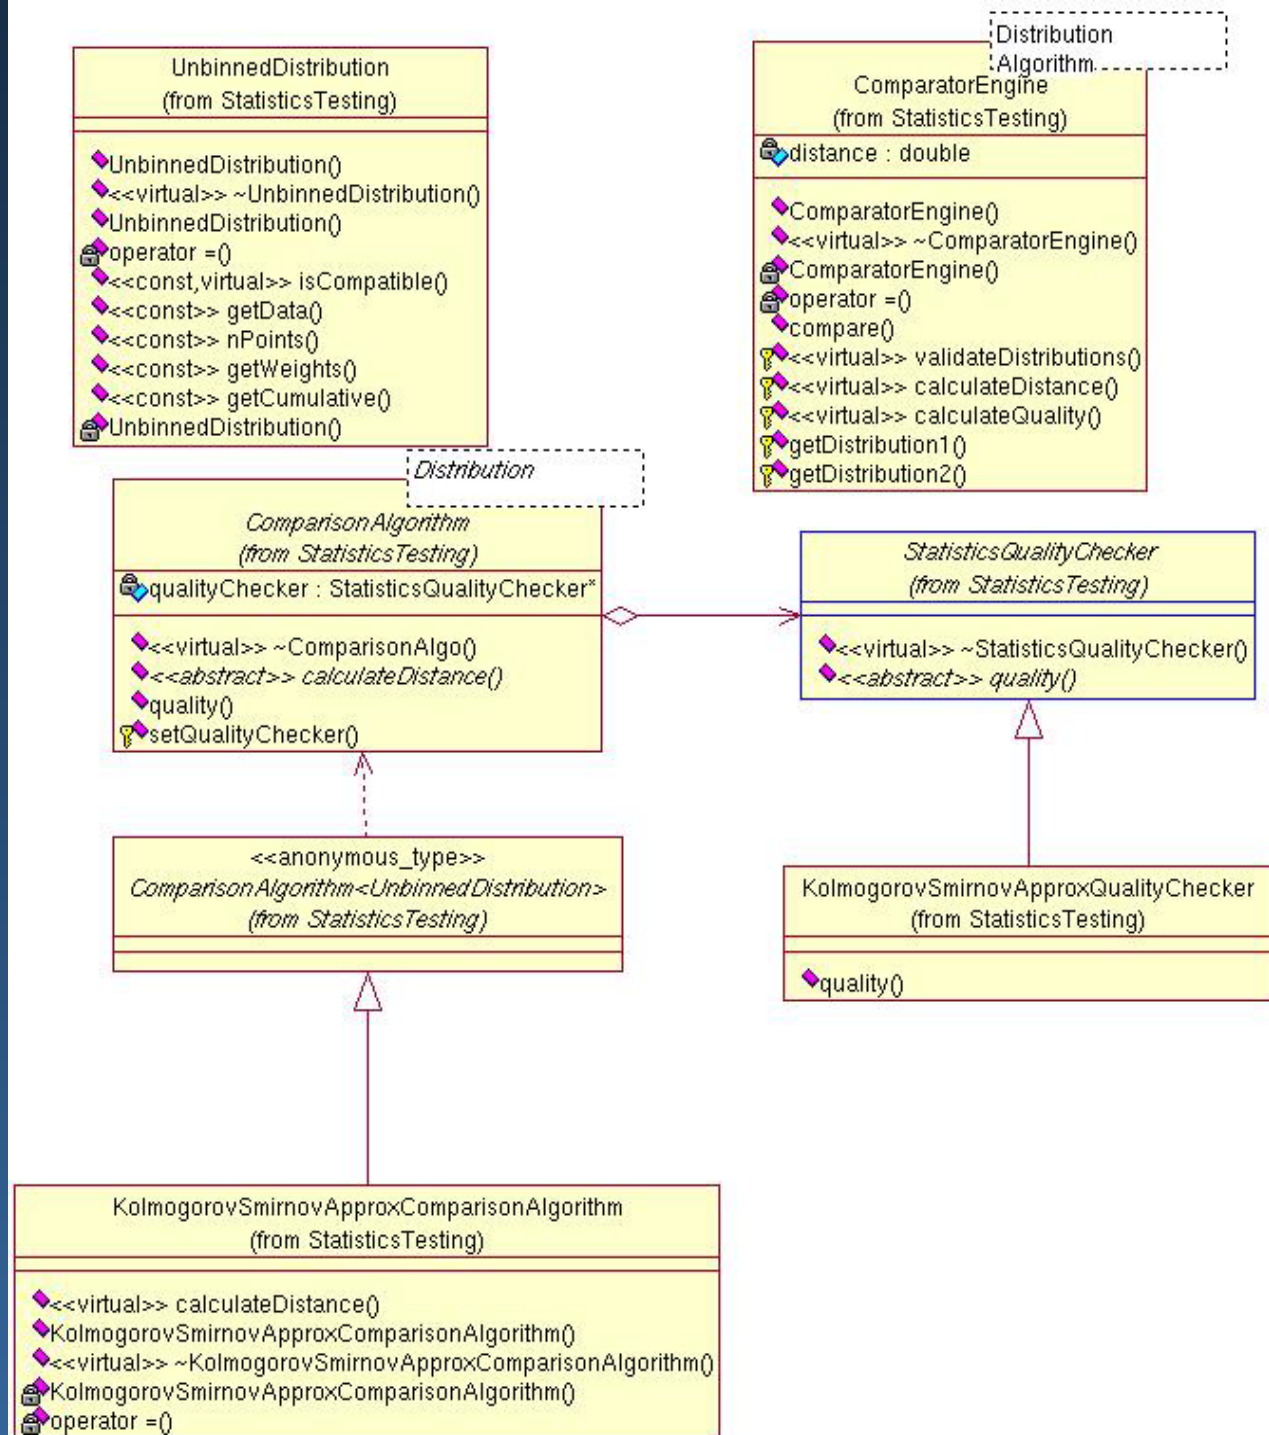 UnbinnedDistribution
(from StatisticsTesting)
UnbinnedDistribution()
<<virtual>> ~UnbinnedDistribution()
UnbinnedDistribution()
operator =()
<<const,virtual>> isCompatible()
<<const>> getData()
<<const>> nPoints()
<<const>> getWeights()
<<const>> getCumulative()
UnbinnedDistribution()
Distribution
Algorithm
ComparatorEngine
(from StatisticsTesting)
distance : double
ComparatorEngine()
<<virtual>> ~ComparatorEngine()
ComparatorEngine()
operator =()
compare()
<<virtual>> validateDistributions()
<<virtual>> calculateDistance()
<<virtual>> calculateQuality()
getDistribution1()
getDistribution2()
Distribution
ComparisonAlgorithm
(from StatisticsTesting)
qualityChecker : StatisticsQualityChecker*
<<virtual>> ~ComparisonAlgo()
<<abstract>> calculateDistance()
quality()
setQualityChecker()
StatisticsQualityChecker
(from StatisticsTesting)
<<virtual>> ~StatisticsQualityChecker()
<<abstract>> quality()
<<anonymous_type>>
ComparisonAlgorithm<UnbinnedDistribution>
(from StatisticsTesting)
KolmogorovSmirnovApproxQualityChecker
(from StatisticsTesting)
quality()
KolmogorovSmirnovApproxComparisonAlgorithm
(from StatisticsTesting)
<<virtual>> calculateDistance()
KolmogorovSmirnovApproxComparisonAlgorithm()
<<virtual>> ~KolmogorovSmirnovApproxComparisonAlgorithm()
KolmogorovSmirnovApproxComparisonAlgorithm()
operator =()